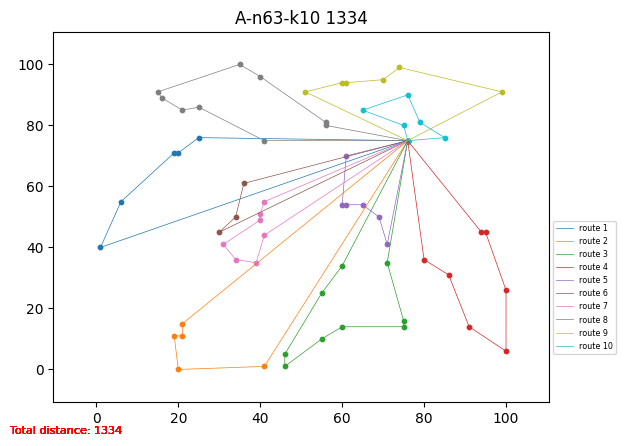 A-n63-k10 1334
100
80
60
40
20
0
0 20 40 60 80 100
route 1
route 2
route 3
route 4
route 5
route 6
route 7
route 8
route 9
route 10
Total distance: 1334